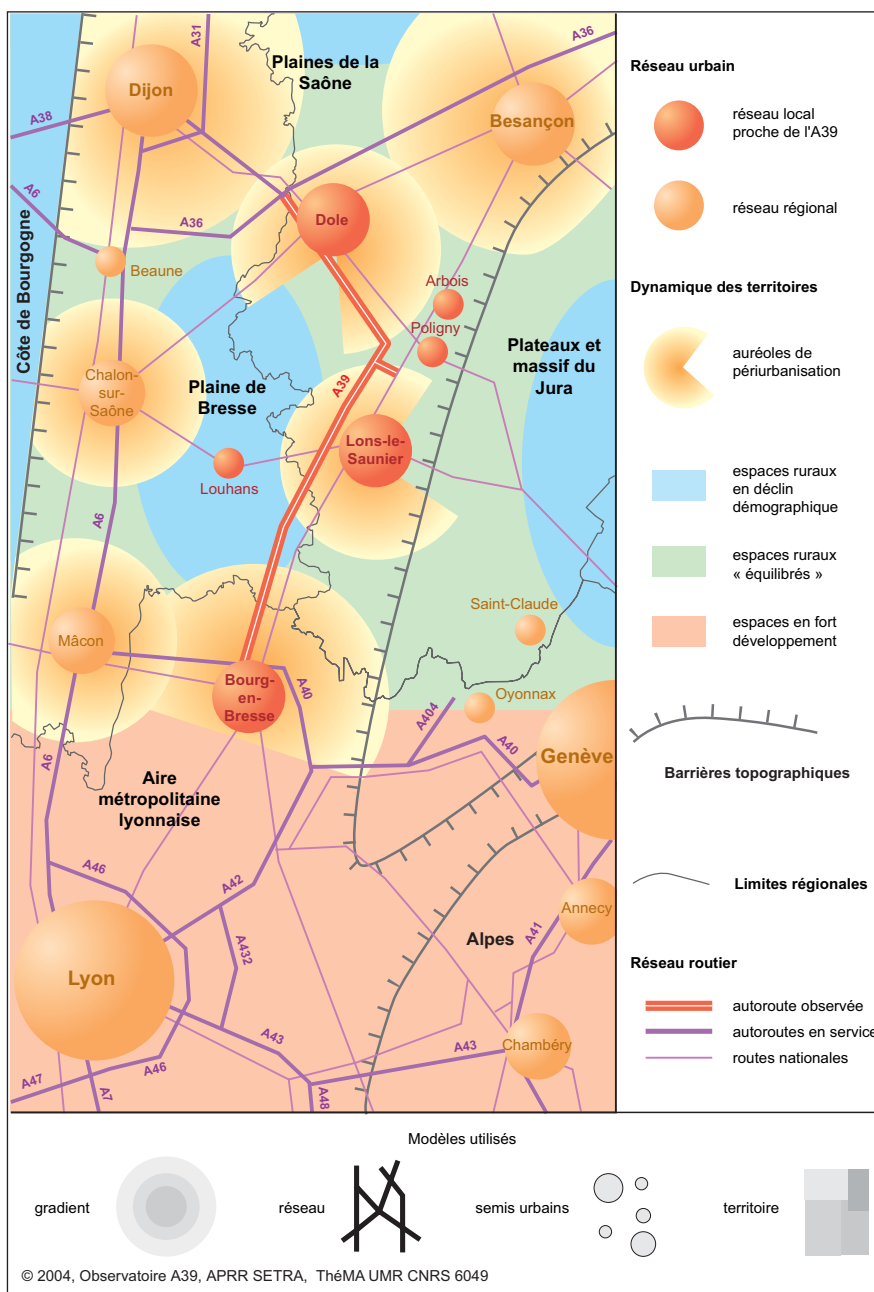 A31
Plaines de la
Saône
A36
Dijon
Besançon
A38
A6
A36
Dole
Côte de Bourgogne
Beaune
Arbois
Poligny
Chalon-
sur-
Saône
Plaine de
Bresse
A39
Plateaux et
massif du
Jura
Lons-le-
Saunier
Louhans
A6
Saint-Claude
Mâcon
Bourg-
en-
Bresse
A40
Oyonnax
A404
A40
Genève
A6
Aire
métropolitaine
lyonnaise
A46
A42
Annecy
A432
Alpes
A41
Lyon
A43
A43
Chambéry
A47
A46
A7
A48
Réseau urbain
réseau local
proche de l'A39
réseau régional
Dynamique des territoires
auréoles de
périurbanisation
espaces ruraux
en déclin
démographique
espaces ruraux
« équilibrés »
espaces en fort
développement
Barrières topographiques
Limites régionales
Réseau routier
autoroute observée
autoroutes en service
routes nationales
Modèles utilisés
gradient
réseau
semis urbains
territoire
© 2004, Observatoire A39, APRR SETRA, ThéMA UMR CNRS 6049